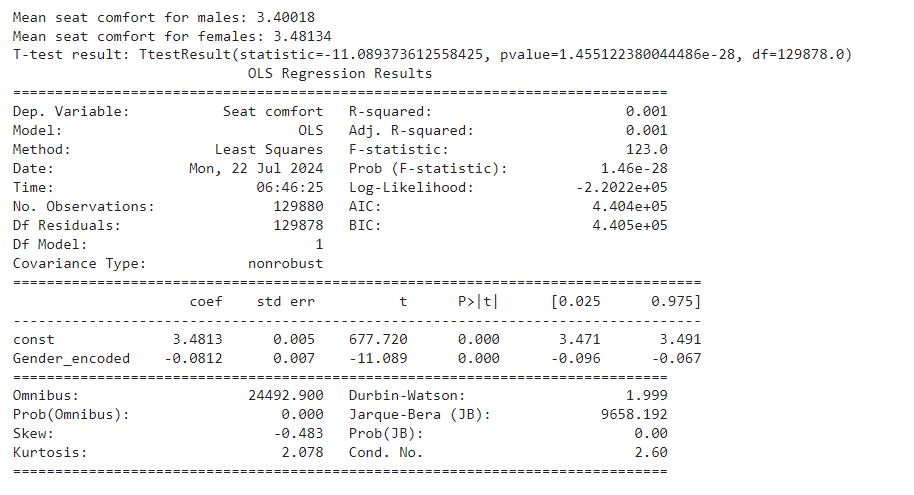 Mean seat comfort for males: 3.40018
Mean seat comfort for females: 3.48134
T-test result: TtestResult(statistic=-11.089373612558425, pvalue=1.455122380044486e-28, df=129878.0)
OLS Regression Results
==============================================================================
Dep. Variable: Seat comfort R-squared: 0.001
Model: OLS Adj. R-squared: 0.001
Method: Least Squares F-statistic: 123.0
Date: Mon, 22 Jul 2024 Prob (F-statistic): 1.46e-28
Time: 06:46:25 Log-Likelihood: -2.2022e+05
No. Observations: 129880 AIC: 4.404e+05
Df Residuals: 129878 BIC: 4.405e+05
Df Model: 1
Covariance Type: nonrobust
==================================================================================
coef std err t P>|t| [0.025 0.975]
----------------------------------------------------------------------------------
const 3.4813 0.005 677.720 0.000 3.471 3.491
Gender_encoded -0.0812 0.007 -11.089 0.000 -0.096 -0.067
==============================================================================
Omnibus: 24492.900 Durbin-Watson: 1.999
Prob(Omnibus): 0.000 Jarque-Bera (JB): 9658.192
Skew: -0.483 Prob(JB): 0.00
Kurtosis: 2.078 Cond. No. 2.60
==============================================================================